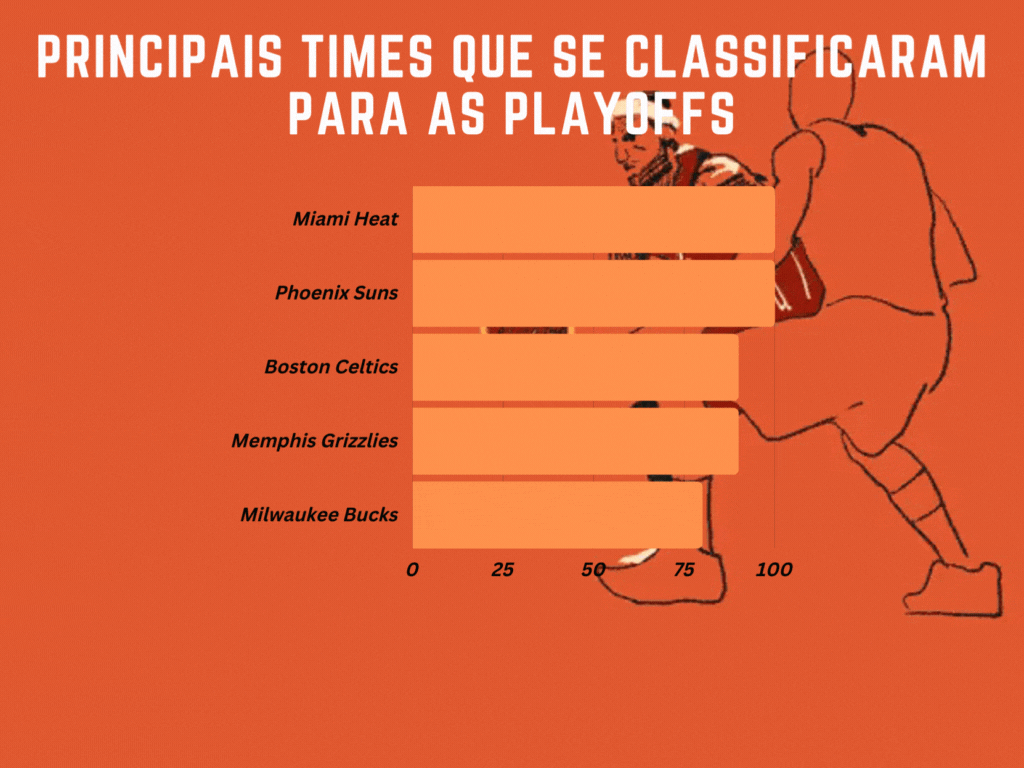 PRINCIPAIS TIMES QUE SE CLASSIFICARAM
PARA AS PLAYOFFS
Miami Heat
Phoenix Suns
Boston Celtics
Memphis Grizzlies
Milwaukee Bucks
0 25 50 75 100